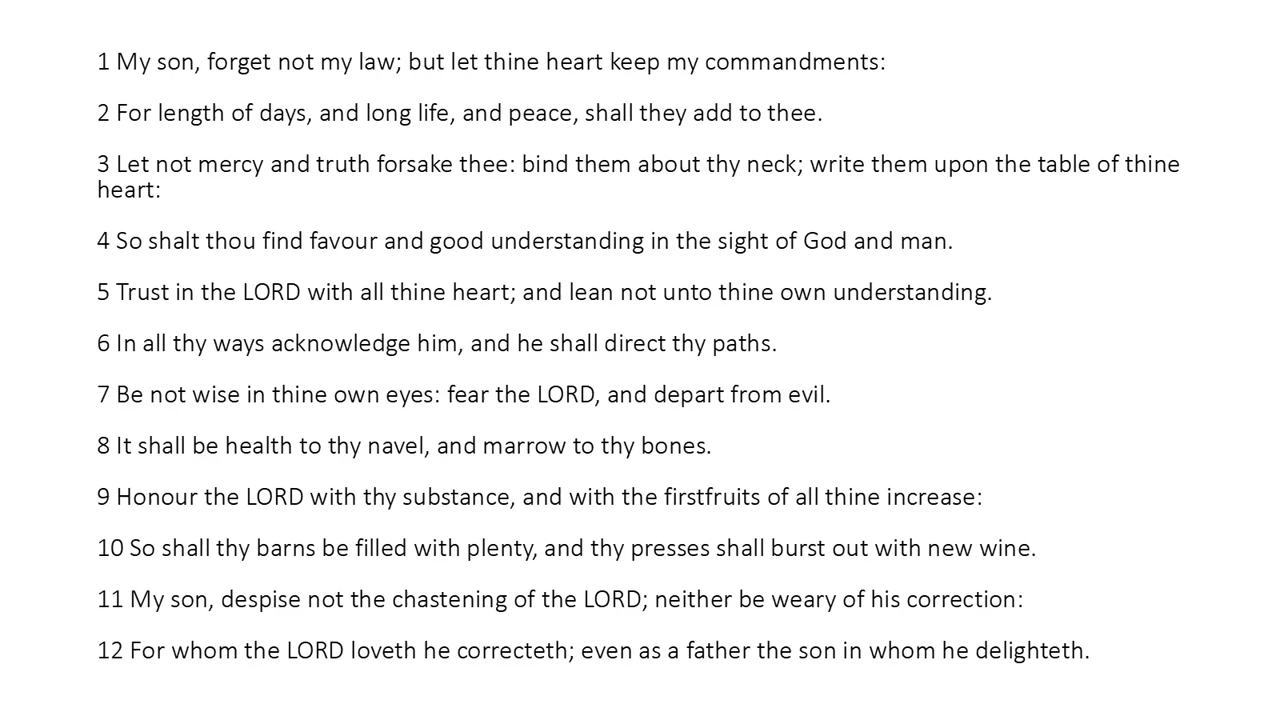 1 My son, forget not my law; but let thine heart keep my commandments:
2 For length of days, and long life, and peace, shall they add to thee.
3 Let not mercy and truth forsake thee: bind them about thy neck; write them upon the table of thine
heart:
4 So shalt thou find favour and good understanding in the sight of God and man.
5 Trust in the LORD with all thine heart; and lean not unto thine own understanding.
6 In all thy ways acknowledge him, and he shall direct thy paths.
7 Be not wise in thine own eyes: fear the LORD, and depart from evil.
8 It shall be health to thy navel, and marrow to thy bones.
9 Honour the LORD with thy substance, and with the firstfruits of all thine increase:
10 So shall thy barns be filled with plenty, and thy presses shall burst out with new wine.
11 My son, despise not the chastening of the LORD; neither be weary of his correction:
12 For whom the LORD loveth he correcteth; even as a father the son in whom he delighteth.